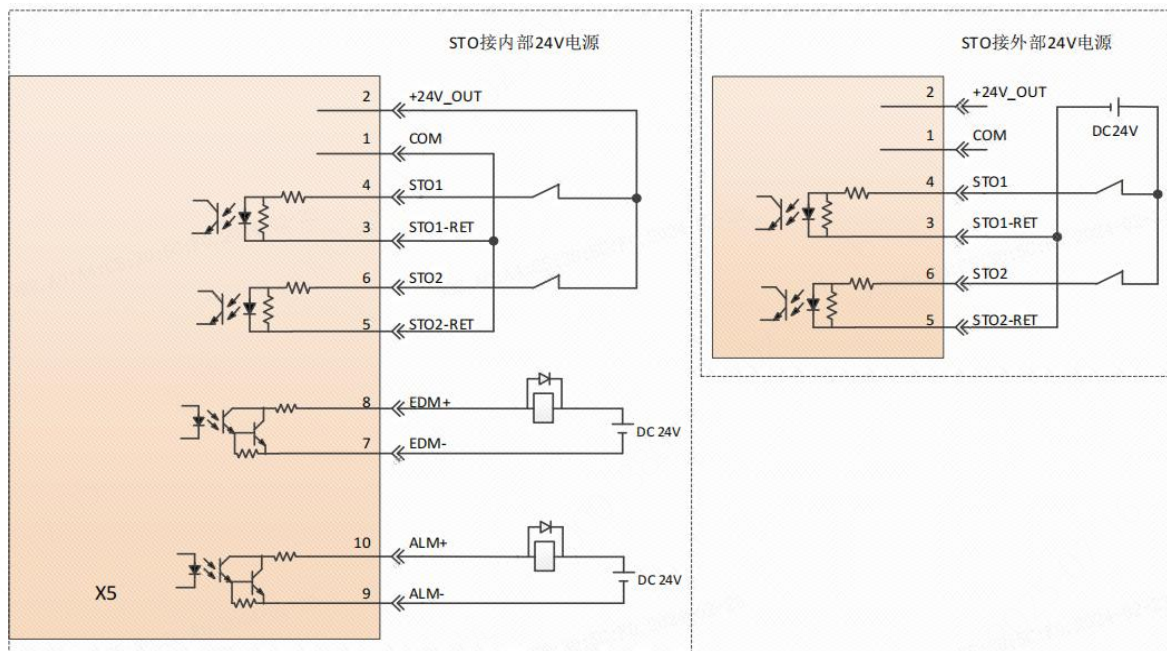 STO接内部24V电源
2 +24V_OUT
1 COM
4 STO1
3 STO1-RET
6 STO2
5 STO2-RET
8 EDM+
DC 24V
7 EDM-
10 ALM+
DC 24V
9 ALM-
X5
STO接外部24V电源
2 +24V_OUT
DC24V
1 COM
4 STO1
3 STO1-RET
6 STO2
5 STO2-RET